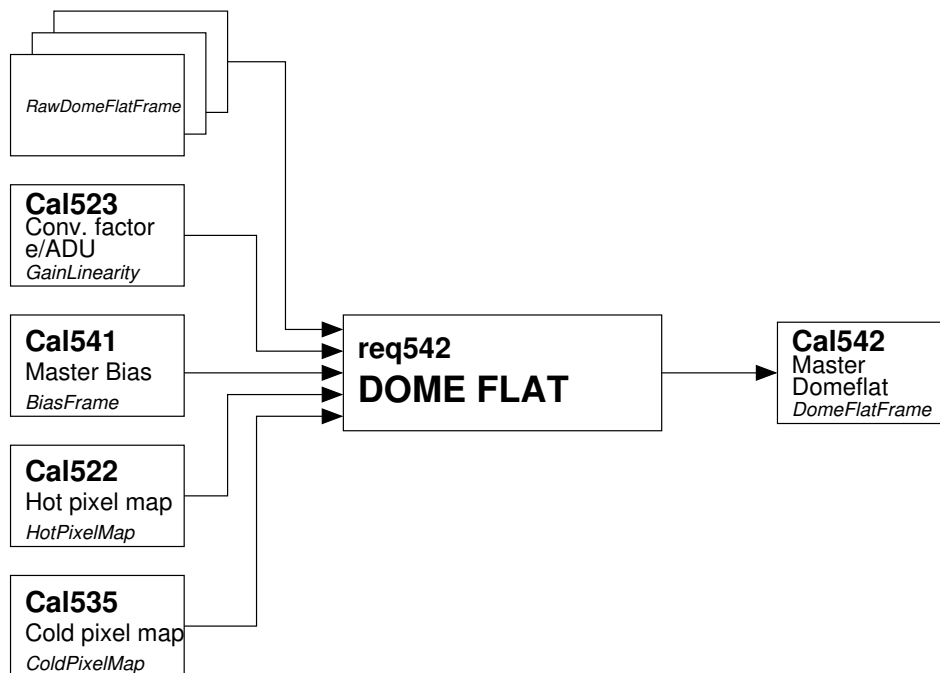 RawDomeFlatFrame
Cal523
Conv. factor
e/ADU
GainLinearity
Cal541
Master Bias
BiasFrame
Cal522
Hot pixel map
HotPixelMap
Cal535
Cold pixel map
ColdPixelMap
req542
DOME FLAT
Cal542
Master
Domeflat
DomeFlatFrame